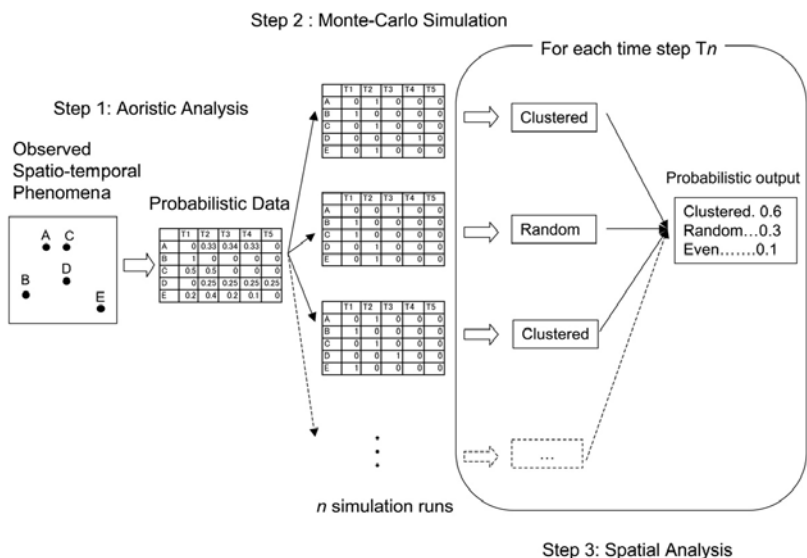 Step 2 : Monte-Carlo Simulation
For each time step Tn
Step 1: Aoristic Analysis
Observed
Spatio-temporal
Phenomena
A C
D
B
E
Probabilistic Data
T1 T2 T3 T4 T5
A 0 0.33 0.34 0.33 0
B 1 0 0 0 0
C 0.5 0.5 0 0 0
D 0 0.25 0.25 0.25 0.25
E 0.2 0.4 0.2 0.1 0
T1 T2 T3 T4 T5
A 0 1 0 0 0
B 1 0 0 0 0
C 0 1 0 0 0
D 0 0 0 1 0
E 0 1 0 0 0
Clustered
T1 T2 T3 T4 T5
A 0 0 1 0 0
B 1 0 0 0 0
C 1 0 0 0 0
D 0 1 0 0 0
E 0 1 0 0 0
Random
T1 T2 T3 T4 T5
A 0 1 0 0 0
B 1 0 0 0 0
C 0 1 0 0 0
D 0 0 1 0 0
E 1 0 0 0 0
Clustered
...
Probabilistic output
Clustered. 0.6
Random...0.3
Even.......0.1
n simulation runs
Step 3: Spatial Analysis